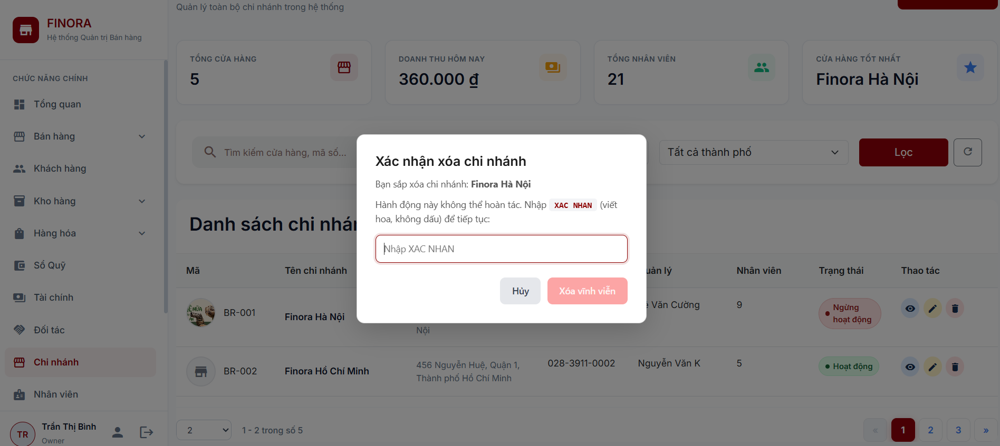 FINORA
Hệ thống Quản trị Bán hàng
CHỨC NĂNG CHÍNH
Tổng quan
Bán hàng
Khách hàng
Kho hàng
Hàng hóa
Sổ Quỹ
Tài chính
Đối tác
Chi nhánh
Nhân viên
TR
Trần Thị Bình
Owner
Quản lý toàn bộ chi nhánh trong hệ thống
TỔNG CỬA HÀNG
5
DOANH THU HÔM NAY
360.000 ₫
TỔNG NHÂN VIÊN
21
CỬA HÀNG TỐT NHẤT
Finora Hà Nội
Tìm kiếm cửa hàng, mã số...
Tất cả thành phố
Lọc
Xác nhận xóa chi nhánh
Bạn sắp xóa chi nhánh: Finora Hà Nội
Hành động này không thể hoàn tác. Nhập XAC NHAN (viết
hoa, không dấu) để tiếp tục:
Nhập XAC NHAN
Hủy
Xóa vĩnh viễn
Danh sách chi
Mã
Tên chi nhánh
lý
Nhân viên
Trạng thái
Thao tác
BR-001
Finora Hà Nội
Nội
Văn Cường
9
Ngừng
hoạt động
BR-002
Finora Hồ Chí Minh
456 Nguyễn Huệ, Quận 1,
Thành phố Hồ Chí Minh
028-3911-0002
Nguyễn Văn K
5
Hoạt động
2
1 - 2 trong số 5
«
1
2
3
»